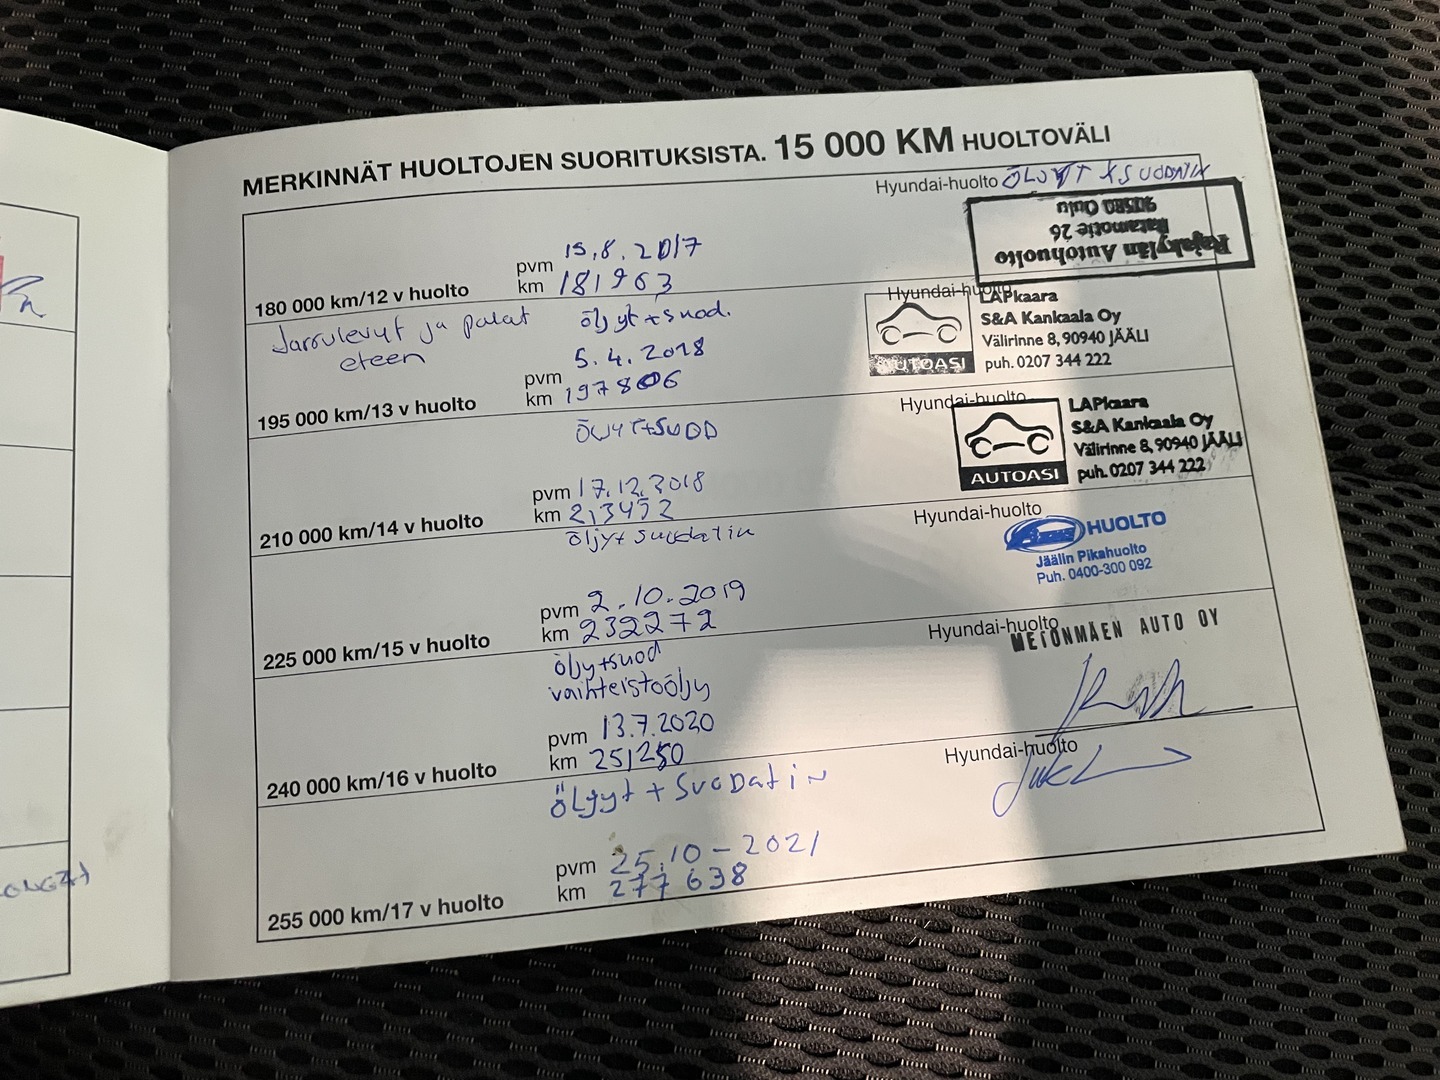 MERKINNÄT HUOLTOJEN SUORITUKSISTA. 15 000 KM HUOLTOVÄLI
Hyundai-huolto ÖLJYT + SUODATIN
Rajakylän Autohuolto
Ratamotie 26
90580 Oulu
pvm 15.8.2017
180 000 km/12 v huolto km 181963
Hyundai-huolto
Jarrulevyt ja palat
eteen
öljyt + suod.
LAPkaara
S&A Kankaala Oy
Välirinne 8, 90940 JÄÄLI
puh. 0207 344 222
AUTOASI
pvm 5.4.2018
195 000 km/13 v huolto km 197806
Hyundai-huolto
ÖLJYT+SUOD
LAPkaara
S&A Kankaala Oy
Välirinne 8, 90940 JÄÄLI
puh. 0207 344 222
AUTOASI
pvm 17.12.2018
210 000 km/14 v huolto km 213472
Hyundai-huolto
öljyt suodatin
HUOLTO
Jäälin Pikahuolto
Puh. 0400-300 092
pvm 2.10.2019
225 000 km/15 v huolto km 232272
Hyundai-huolto
öljy+suod
vaihteistoöljy
METONMÄEN AUTO OY
pvm 13.7.2020
240 000 km/16 v huolto km 251250
Hyundai-huolto
Öljyt + Suodatin
pvm 25.10-2021
255 000 km/17 v huolto km 277 638